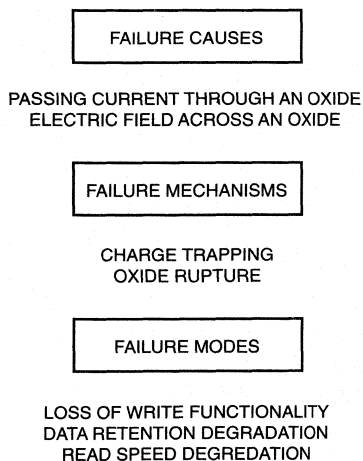 FAILURE CAUSES
PASSING CURRENT THROUGH AN OXIDE
ELECTRIC FIELD ACROSS AN OXIDE
FAILURE MECHANISMS
CHARGE TRAPPING
OXIDE RUPTURE
FAILURE MODES
LOSS OF WRITE FUNCTIONALITY
DATA RETENTION DEGRADATION
READ SPEED DEGREDATION